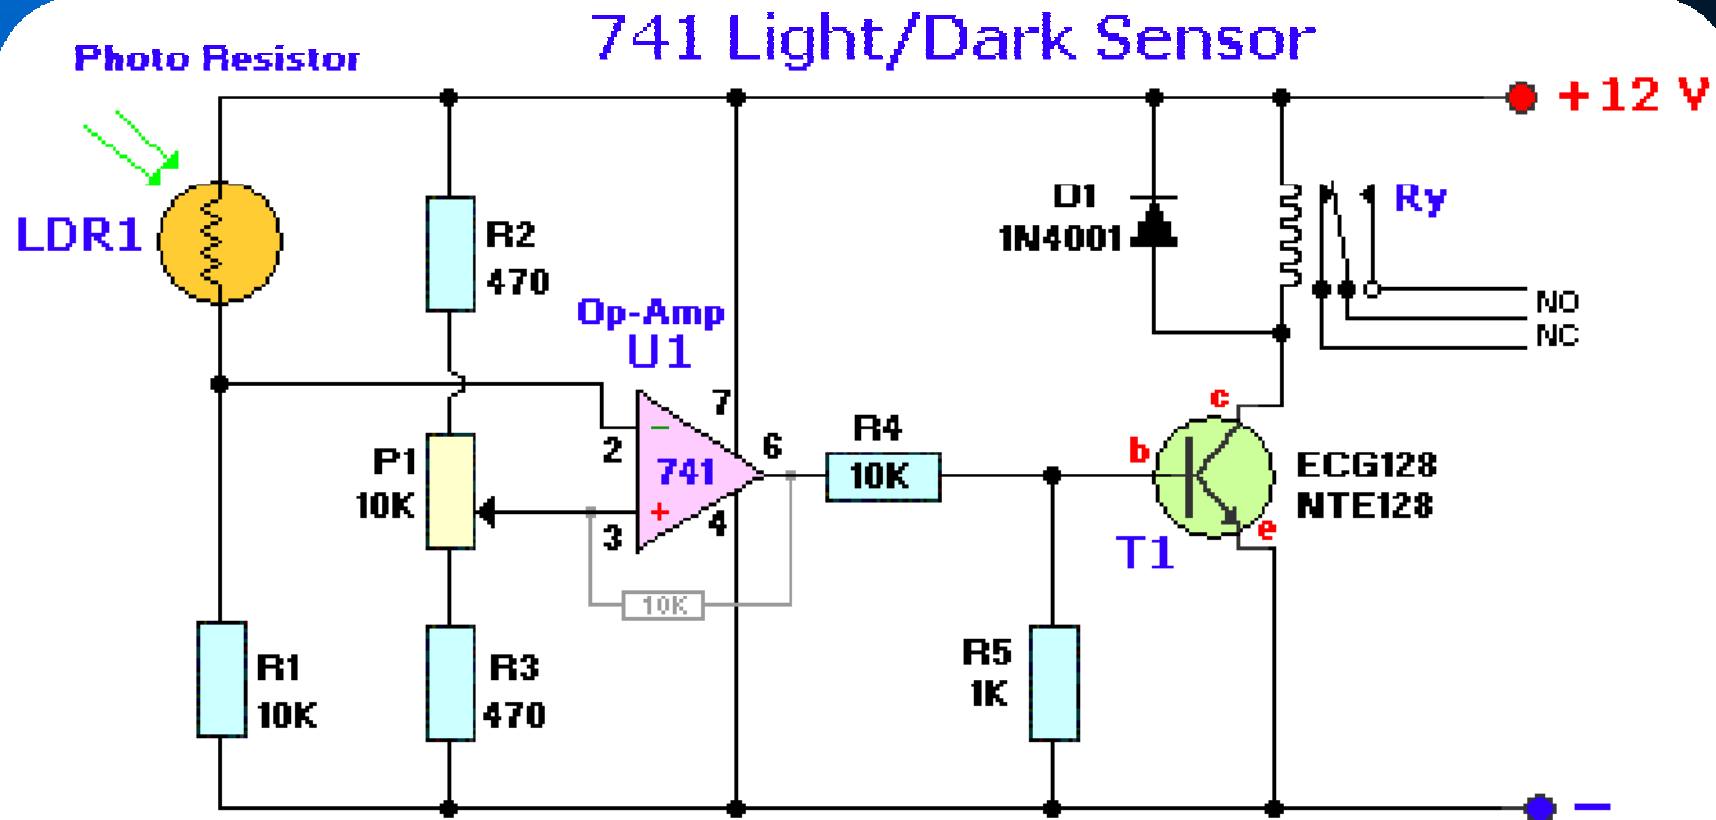 741 Light/Dark Sensor
Photo Resistor
+12 V
LDR1
R2
470
D1
1N4001
Ry
NO
NC
Op-Amp
U1
7
2
741
6
3
4
−
+
P1
10K
R4
10K
10K
c
b
e
ECG128
NTE128
T1
R1
10K
R3
470
R5
1K
−